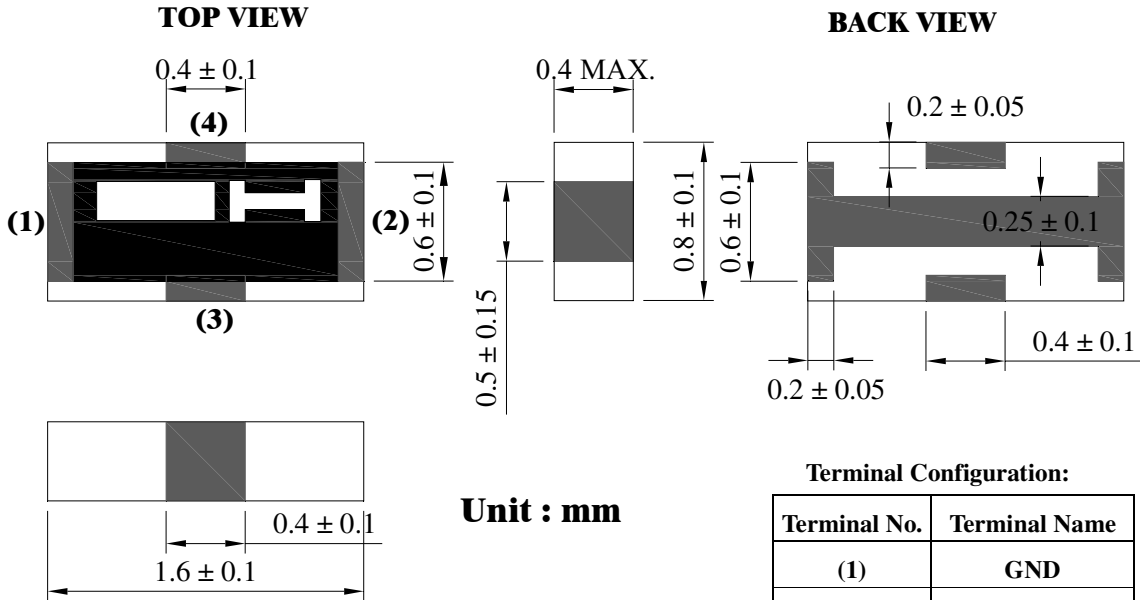 TOP VIEW
BACK VIEW
0.4 ± 0.1
0.4 MAX.
0.2 ± 0.05
(4)
(1)
(2)
(3)
0.6 ± 0.1
0.5 ± 0.15
0.8 ± 0.1
0.6 ± 0.1
0.25 ± 0.1
0.4 ± 0.1
0.2 ± 0.05
0.4 ± 0.1
1.6 ± 0.1
Unit : mm
Terminal Configuration:
Terminal No. Terminal Name
(1) GND